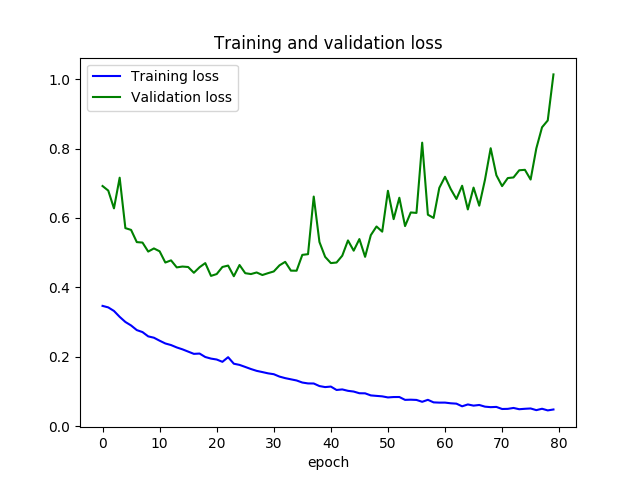 Training and validation loss
Training loss
Validation loss
1.0
0.8
0.6
0.4
0.2
0.0
0 10 20 30 40 50 60 70 80
epoch